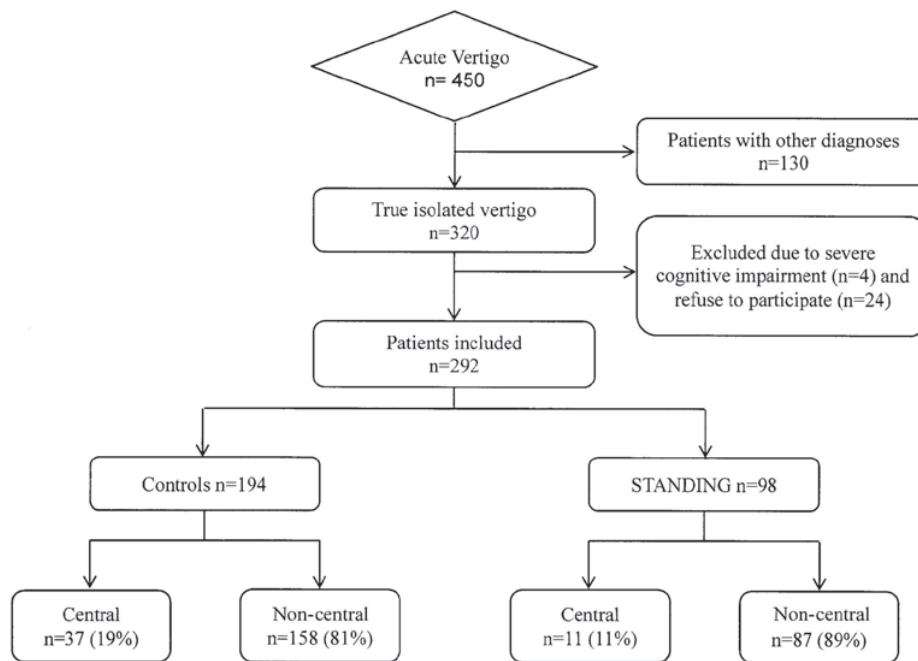 Acute Vertigo
n= 450
Patients with other diagnoses
n=130
True isolated vertigo
n=320
Excluded due to severe
cognitive impairment (n=4) and
refuse to participate (n=24)
Patients included
n=292
Controls n=194
STANDING n=98
Central
n=37 (19%)
Non-central
n=158 (81%)
Central
n=11 (11%)
Non-central
n=87 (89%)